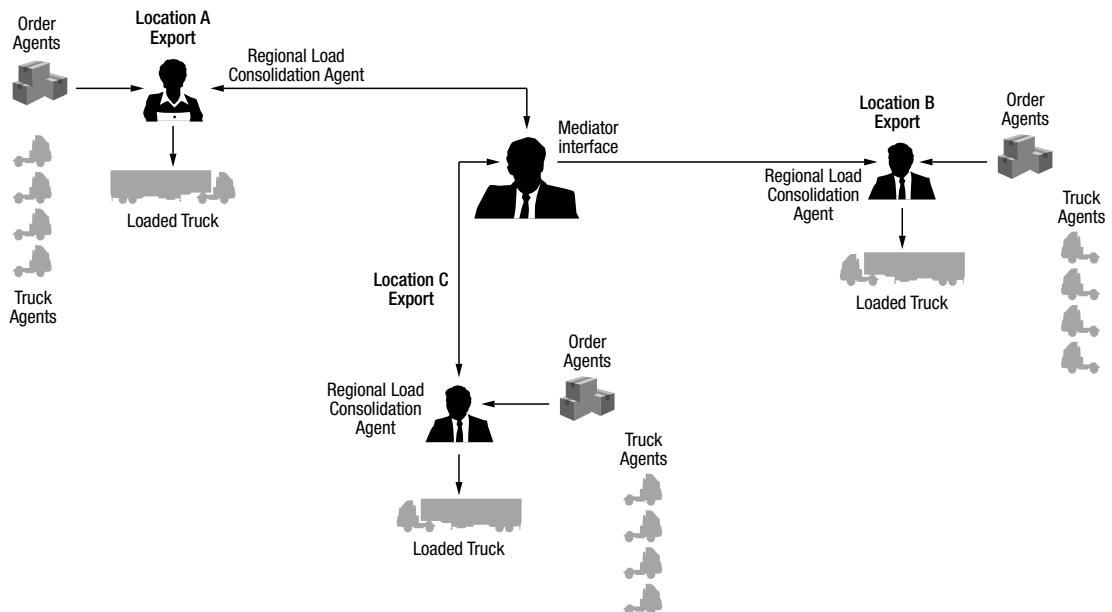 Order
Agents
Location A
Export
Regional Load
Consolidation Agent
Loaded Truck
Truck
Agents
Mediator
interface
Location B
Export
Order
Agents
Regional Load
Consolidation
Agent
Truck
Agents
Loaded Truck
Location C
Export
Order
Agents
Regional Load
Consolidation
Agent
Truck
Agents
Loaded Truck